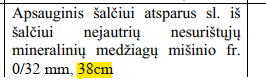 Apsauginis šalčiui atsparus sl. iš
šalčiui nejautrių nesurištųjų
mineralinių medžiagų mišinio fr.
0/32 mm, 38cm